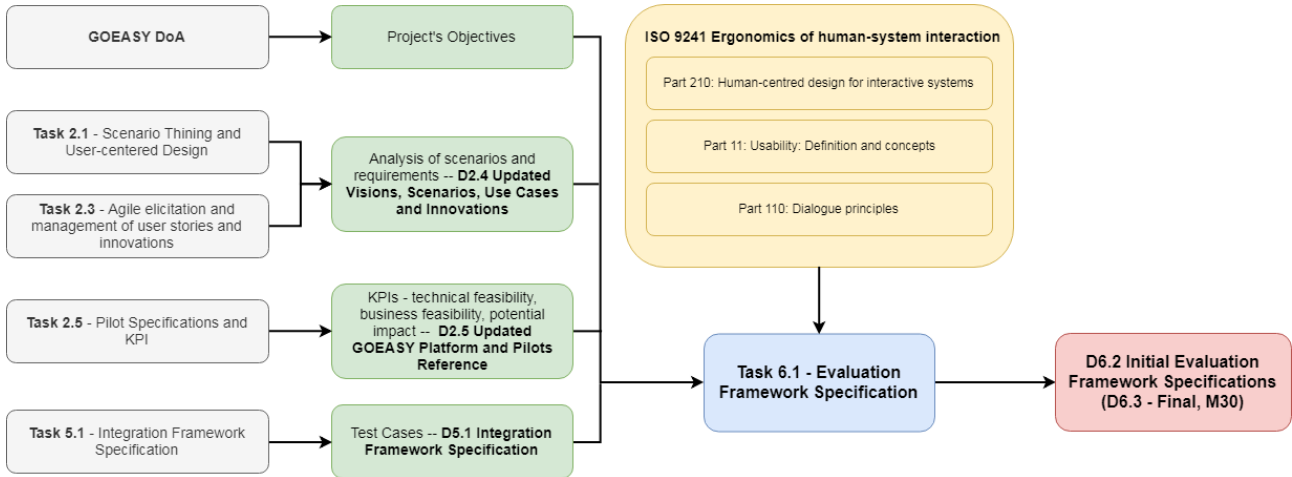 GOEASY DoA
Project's Objectives
Task 2.1 - Scenario Thining and
User-centered Design
Task 2.3 - Agile elicitation and
management of user stories and
innovations
Analysis of scenarios and
requirements -- D2.4 Updated
Visions, Scenarios, Use Cases
and Innovations
Task 2.5 - Pilot Specifications and
KPI
KPIs - technical feasibility,
business feasibility, potential
impact -- D2.5 Updated
GOEASY Platform and Pilots
Reference
Task 5.1 - Integration Framework
Specification
Test Cases -- D5.1 Integration
Framework Specification
ISO 9241 Ergonomics of human-system interaction
Part 210: Human-centred design for interactive systems
Part 11: Usability: Definition and concepts
Part 110: Dialogue principles
Task 6.1 - Evaluation
Framework Specification
D6.2 Initial Evaluation
Framework Specifications
(D6.3 - Final, M30)